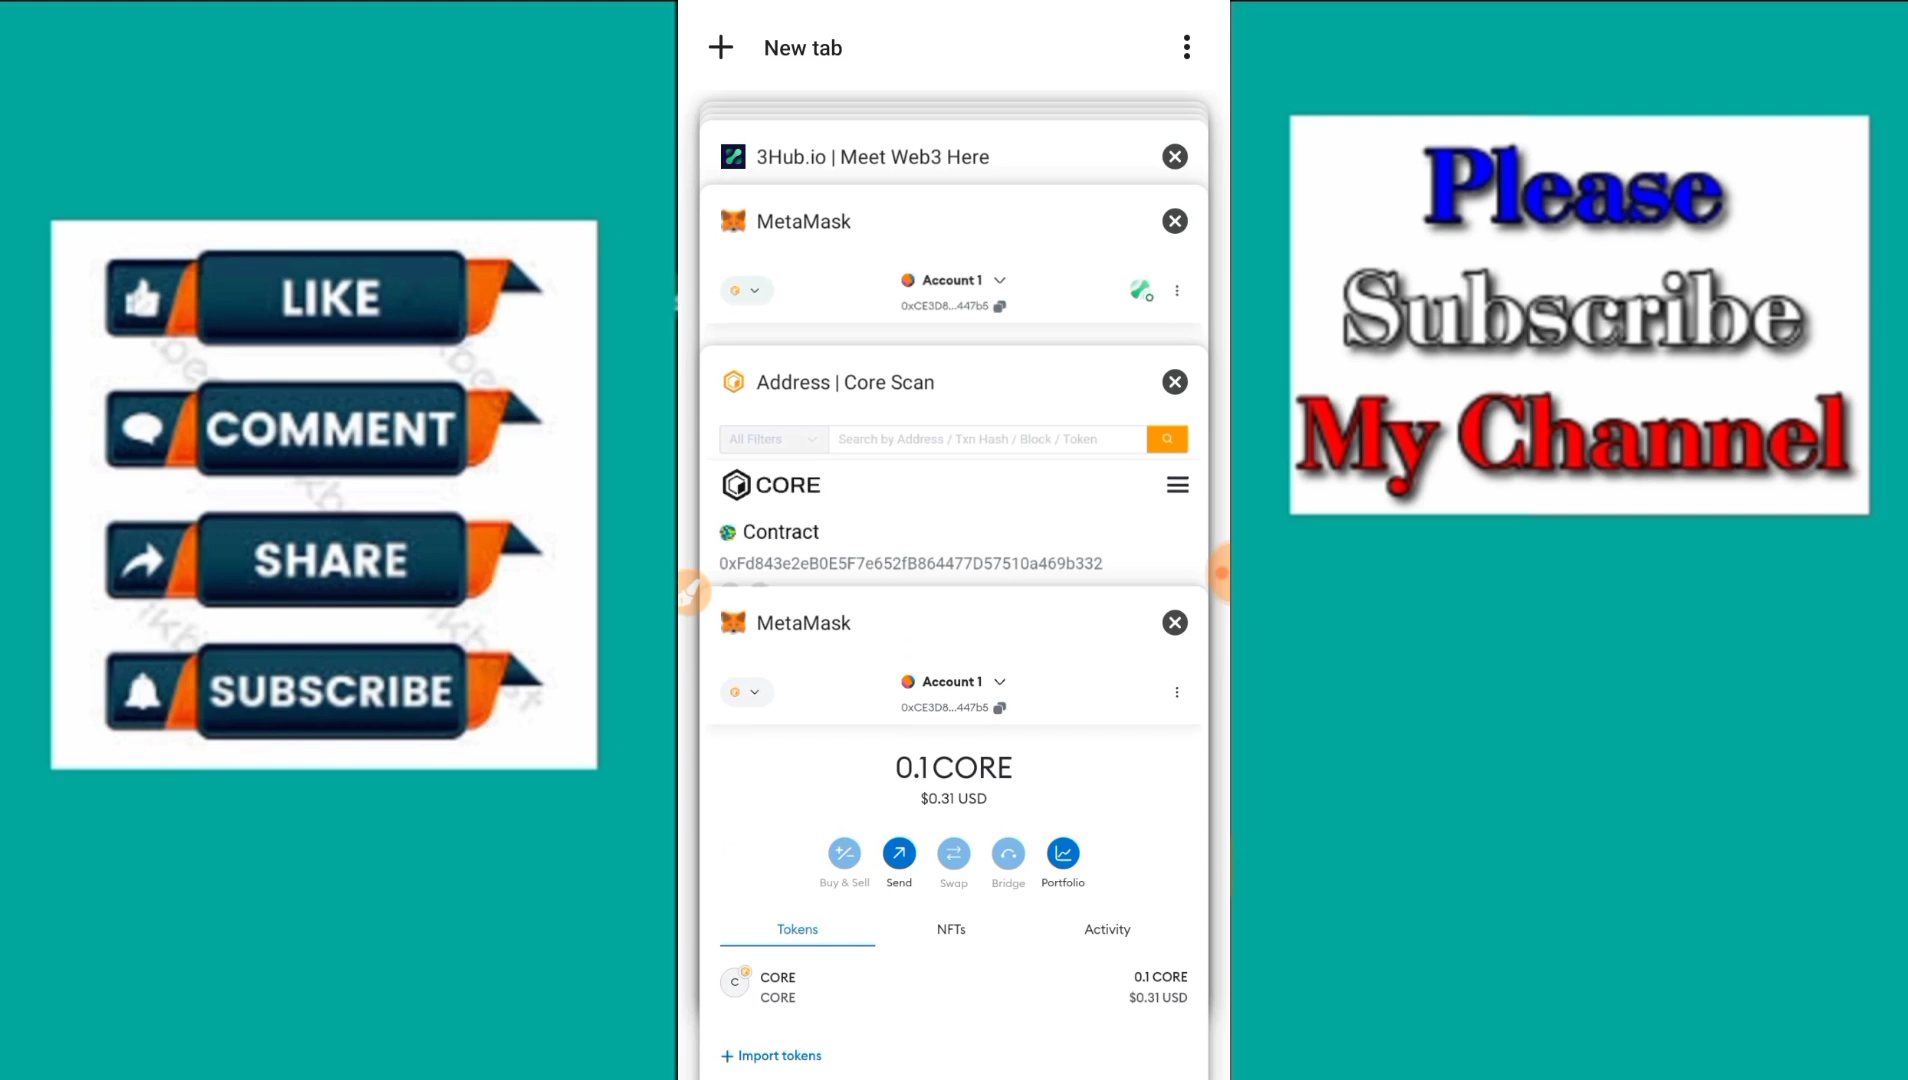 LIKE
COMMENT
SHARE
SUBSCRIBE
New tab
3Hub.io | Meet Web3 Here
MetaMask
Account 1
0xCE3D8...447b5
Address | Core Scan
All Filters
Search by Address / Txn Hash / Block / Token
CORE
Contract
0xFd843e2eB0E5F7e652fB864477D57510a469b332
MetaMask
Account 1
0xCE3D8...447b5
0.1 CORE
$0.31 USD
Buy & Sell
Send
Swap
Bridge
Portfolio
Tokens
NFTs
Activity
C
CORE
0.1 CORE
CORE
$0.31 USD
+ Import tokens
Please
Subscribe
My Channel